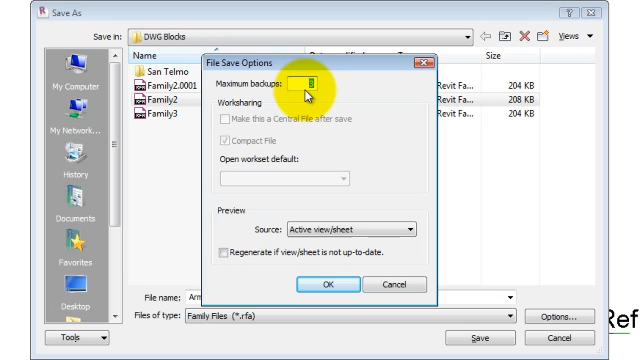 Save As
Save in: DWG Blocks
Views
Name
Size
My Computer
My Network...
History
Documents
Favorites
Desktop
San Telmo
Family2.0001
Family2
Family3
Revit Fa... 204 KB
Revit Fa... 208 KB
Revit Fa... 204 KB
File Save Options
Maximum backups:
Worksharing
Make this a Central File after save
Compact File
Open workset default:
Preview
Source: Active view/sheet
Regenerate if view/sheet is not up-to-date.
OK
Cancel
File name:
Files of type: Family Files (*.rfa)
Options...
Tools
Save
Cancel
Ref